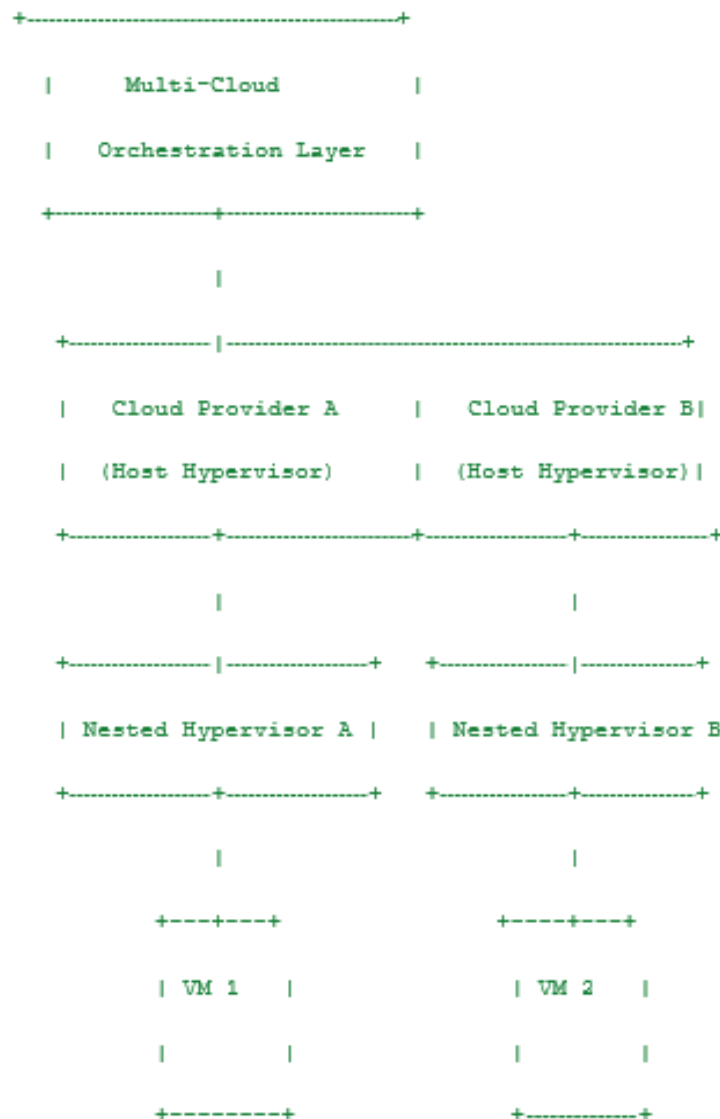 +--------------------------------------------------+
| Multi-Cloud |
| Orchestration Layer |
+-----------------------+--------------------------+
|
+--------------------|--------------------------------------------------------------+
| Cloud Provider A | Cloud Provider B|
| (Host Hypervisor) | (Host Hypervisor)|
+--------------------+--------------------------+--------------------+------------------+
| |
+--------------------|--------------------+ +------------------|-----------------+
| Nested Hypervisor A | | Nested Hypervisor B
+--------------------+--------------------+ +--------------------+----------------+
| |
+---+---+ +----+---+
| VM 1 | | VM 2 |
| | | |
+--------+ +----------------+